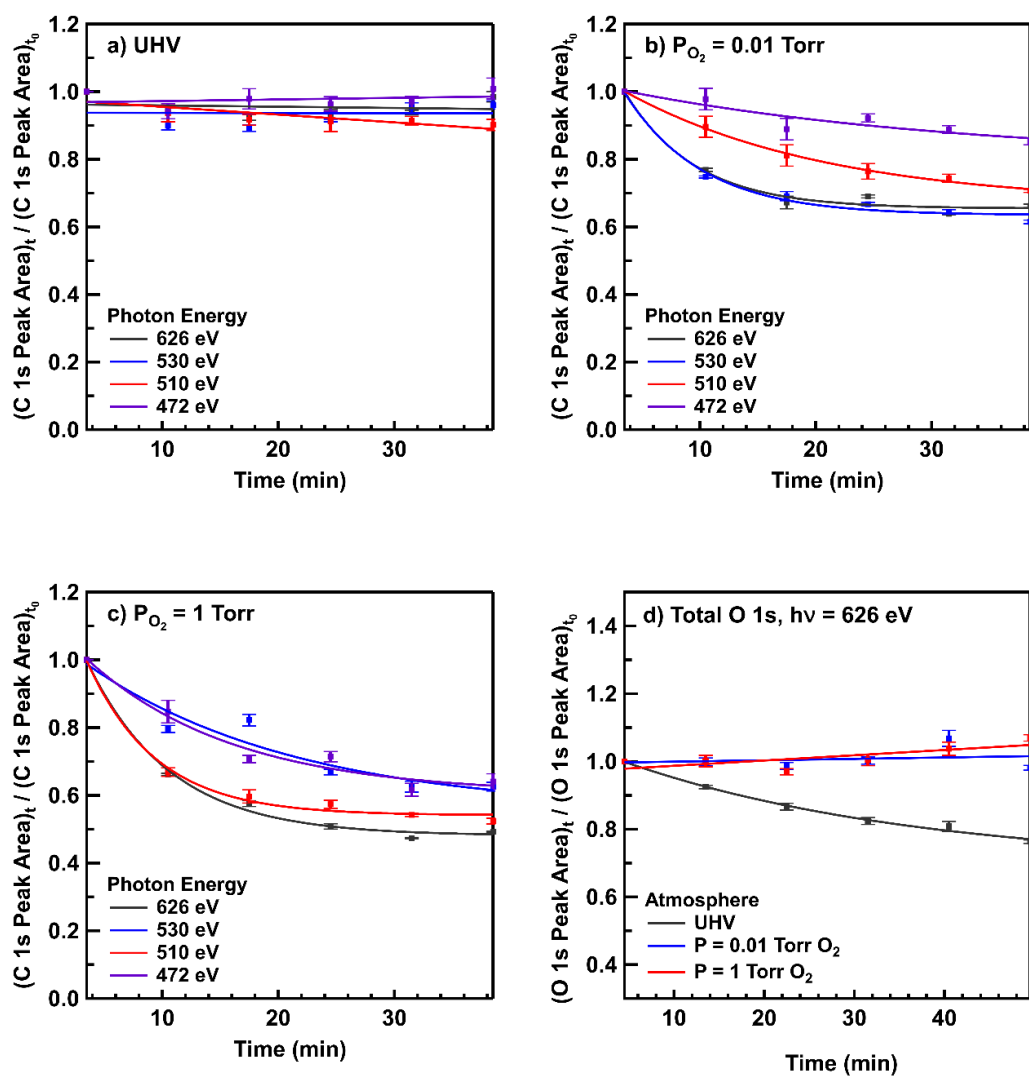 a) UHV
(C 1s Peak Area)t / (C 1s Peak Area)t0
1.2
1.0
0.8
0.6
0.4
0.2
0.0
Photon Energy
626 eV
530 eV
510 eV
472 eV
10
20
30
Time (min)
b) PO2 = 0.01 Torr
(C 1s Peak Area)t / (C 1s Peak Area)t0
1.2
1.0
0.8
0.6
0.4
0.2
0.0
Photon Energy
626 eV
530 eV
510 eV
472 eV
10
20
30
Time (min)
c) PO2 = 1 Torr
(C 1s Peak Area)t / (C 1s Peak Area)t0
1.2
1.0
0.8
0.6
0.4
0.2
0.0
Photon Energy
626 eV
530 eV
510 eV
472 eV
10
20
30
Time (min)
d) Total O 1s, hν = 626 eV
(O 1s Peak Area)t / (O 1s Peak Area)t0
1.4
1.2
1.0
0.8
0.6
0.4
Atmosphere
UHV
P = 0.01 Torr O2
P = 1 Torr O2
10
20
30
40
Time (min)